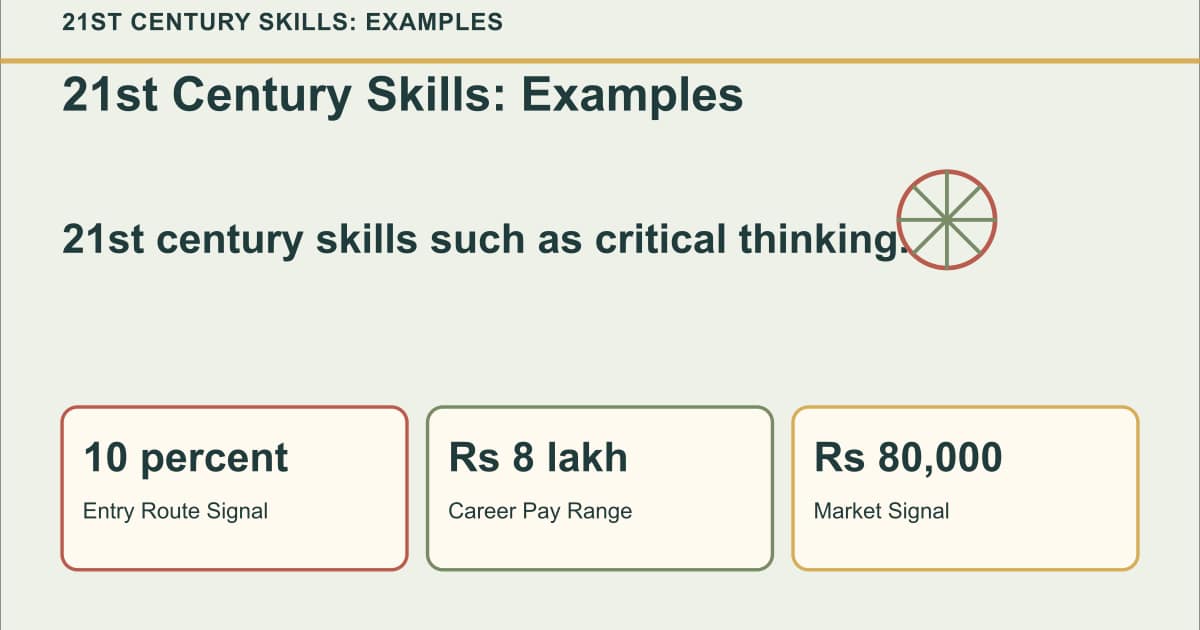 21ST CENTURY SKILLS: EXAMPLES
21st Century Skills: Examples
21st century skills such as critical thinking.
10 percent
Entry Route Signal
Rs 8 lakh
Career Pay Range
Rs 80,000
Market Signal